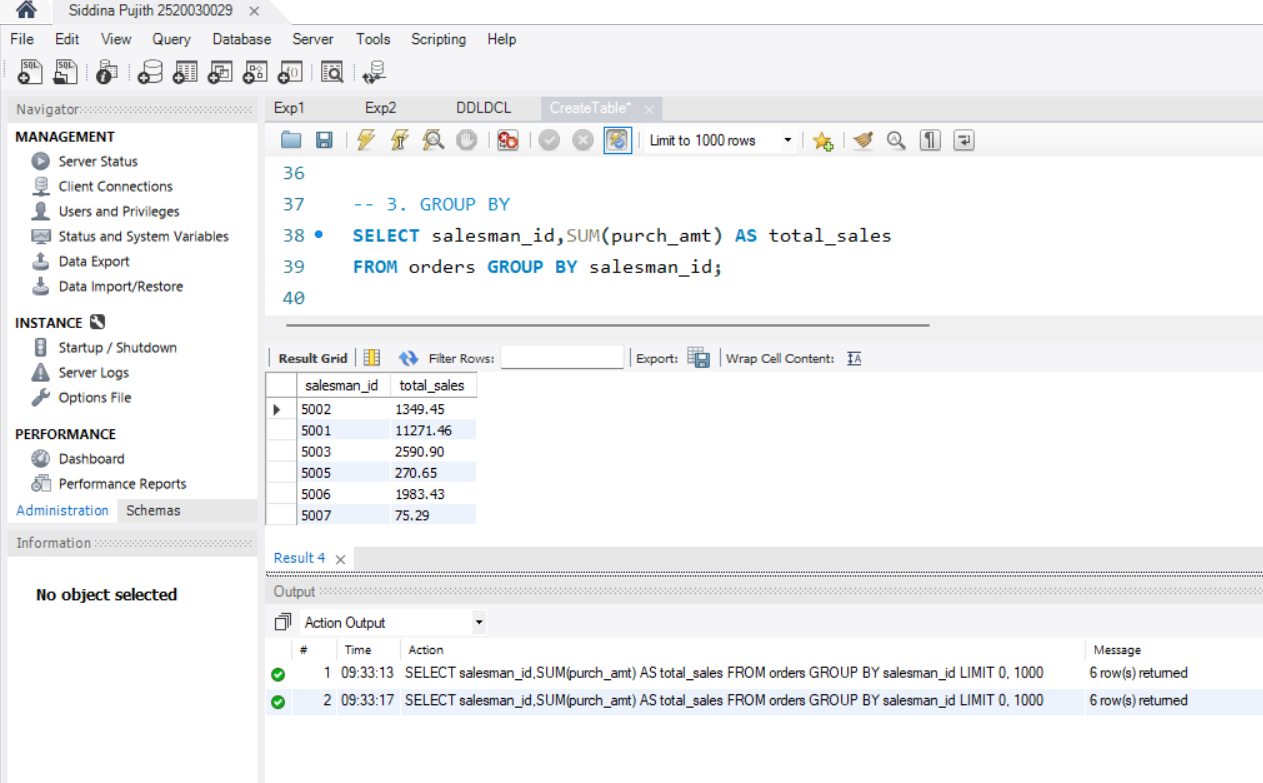 Siddina Pujith 2520030029 ×
File Edit View Query Database Server Tools Scripting Help
Navigator
MANAGEMENT
Server Status
Client Connections
Users and Privileges
Status and System Variables
Data Export
Data Import/Restore
INSTANCE
Startup / Shutdown
Server Logs
Options File
PERFORMANCE
Dashboard
Performance Reports
Administration Schemas
Information
No object selected
Exp1 Exp2 DDLDCL CreateTable* ×
Limit to 1000 rows
36
37 -- 3. GROUP BY
38 SELECT salesman_id,SUM(purch_amt) AS total_sales
39 FROM orders GROUP BY salesman_id;
40
Result Grid Filter Rows: Export: Wrap Cell Content:
salesman_id total_sales
5002 1349.45
5001 11271.46
5003 2590.90
5005 270.65
5006 1983.43
5007 75.29
Result 4 ×
Output
Action Output
# Time Action Message
1 09:33:13 SELECT salesman_id,SUM(purch_amt) AS total_sales FROM orders GROUP BY salesman_id LIMIT 0, 1000 6 row(s) returned
2 09:33:17 SELECT salesman_id,SUM(purch_amt) AS total_sales FROM orders GROUP BY salesman_id LIMIT 0, 1000 6 row(s) returned